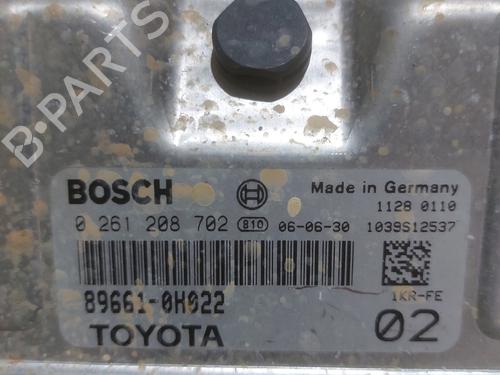 B-PARTS
BOSCH
Made in Germany
1128 0110
0 261 208 702 810 06-06-30 1039S12537
89661-0H022
1KR-FE
TOYOTA
02